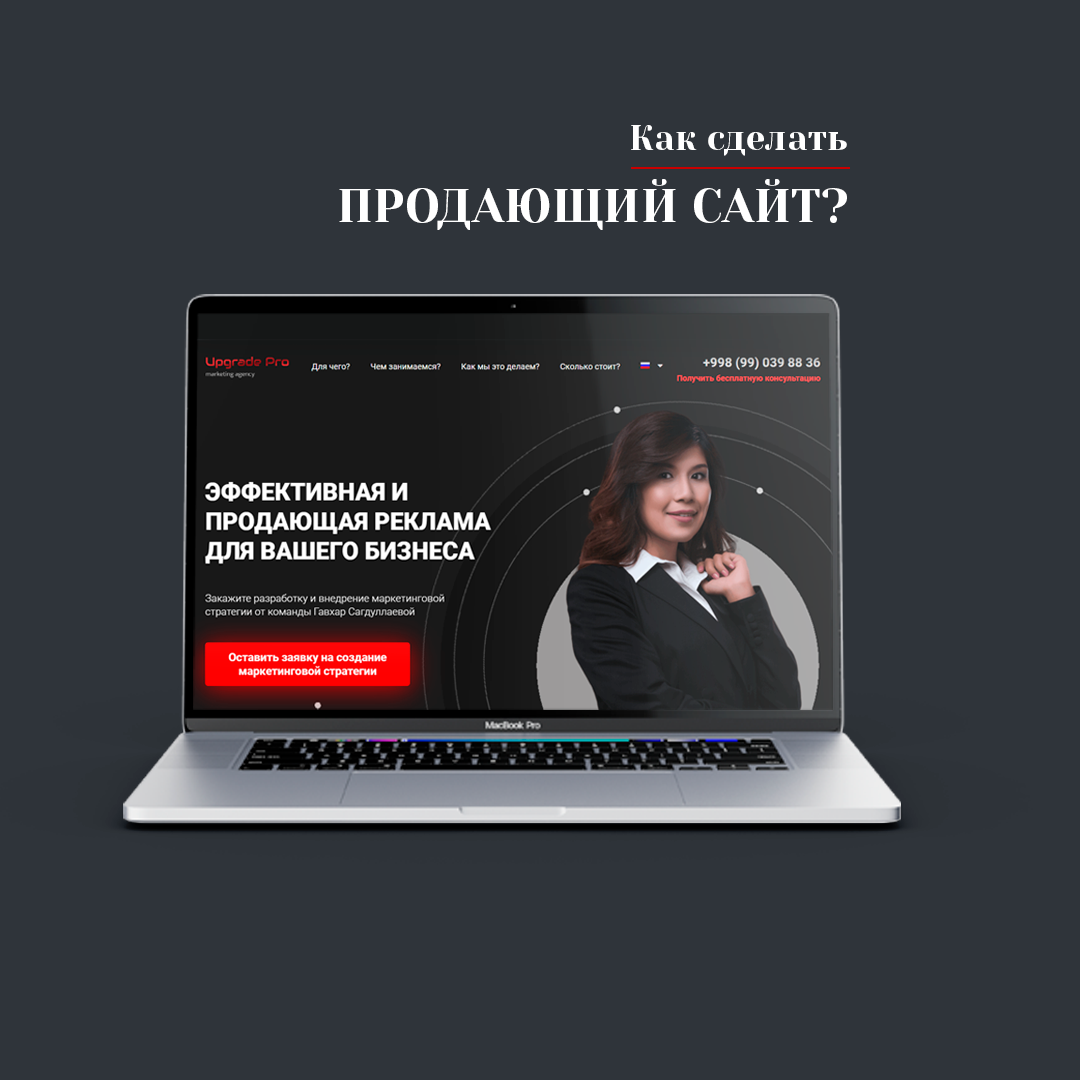 Как сделать
ПРОДАЮЩИЙ САЙТ?
Upgrade Pro
marketing agency
Для чего?
Чем занимаемся?
Как мы это делаем?
Сколько стоит?
+998 (99) 039 88 36
Получить бесплатную консультацию
ЭФФЕКТИВНАЯ И
ПРОДАЮЩАЯ РЕКЛАМА
ДЛЯ ВАШЕГО БИЗНЕСА
Закажите разработку и внедрение маркетинговой
стратегии от команды Гавхар Сагдуллаевой
Оставить заявку на создание
маркетинговой стратегии
MacBook Pro